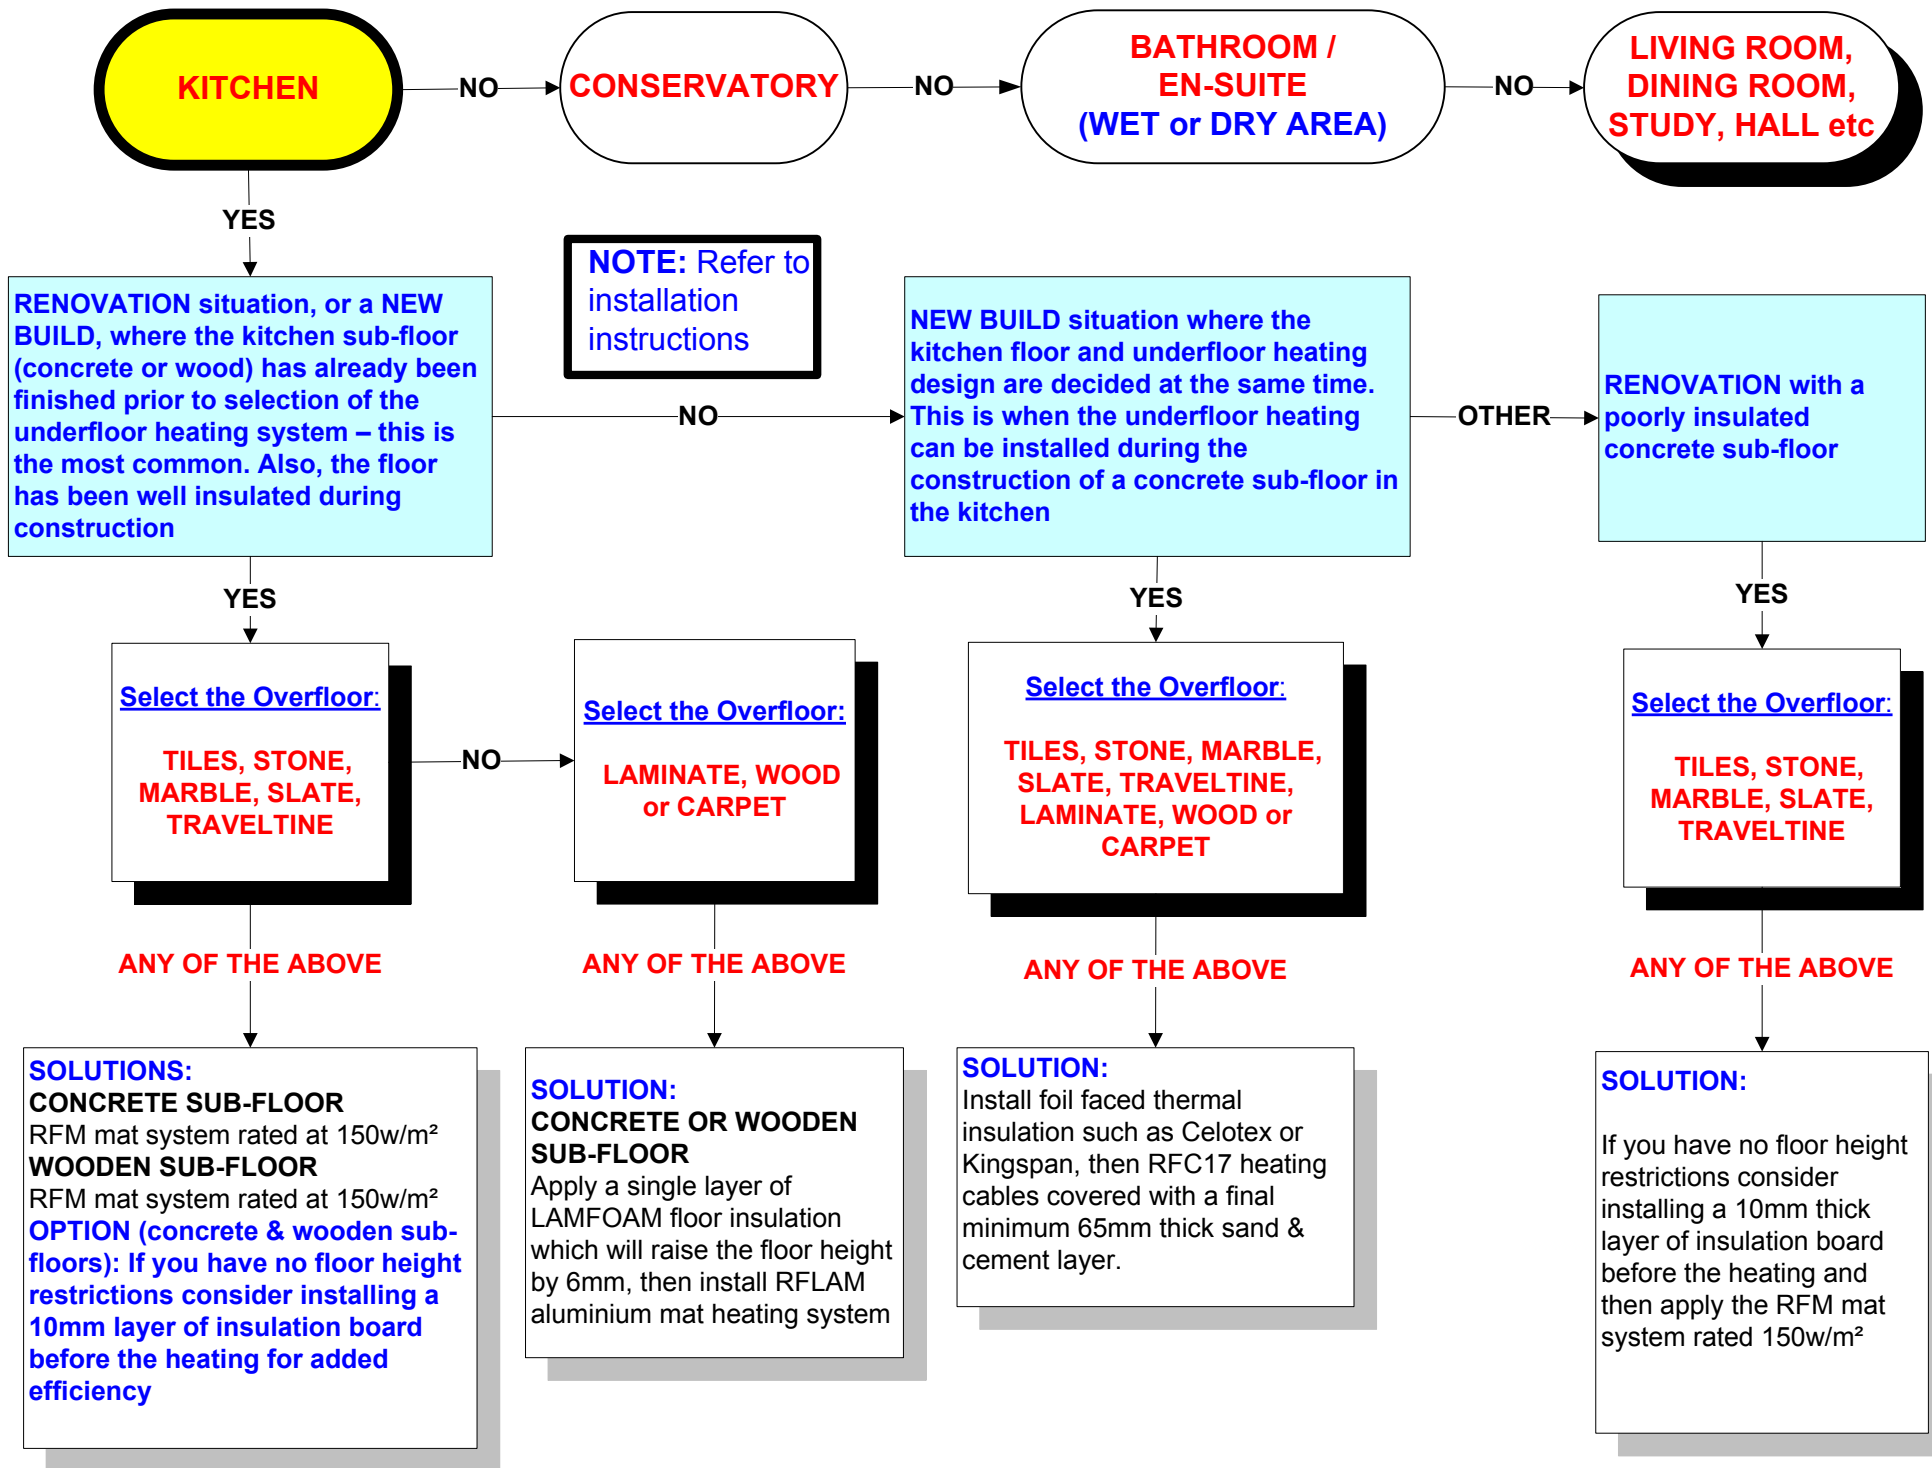 KITCHEN
NO
CONSERVATORY
NO
BATHROOM /
EN-SUITE
(WET or DRY AREA)
NO
LIVING ROOM,
DINING ROOM,
STUDY, HALL etc
YES
NOTE: Refer to
installation
instructions
RENOVATION situation, or a NEW
BUILD, where the kitchen sub-floor
(concrete or wood) has already been
finished prior to selection of the
underfloor heating system – this is
the most common. Also, the floor
has been well insulated during
construction
NO
NEW BUILD situation where the
kitchen floor and underfloor heating
design are decided at the same time.
This is when the underfloor heating
can be installed during the
construction of a concrete sub-floor in
the kitchen
OTHER
RENOVATION with a
poorly insulated
concrete sub-floor
YES
YES
YES
Select the Overfloor:
TILES, STONE,
MARBLE, SLATE,
TRAVELTINE
NO
Select the Overfloor:
LAMINATE, WOOD
or CARPET
Select the Overfloor:
TILES, STONE, MARBLE,
SLATE, TRAVELTINE,
LAMINATE, WOOD or
CARPET
Select the Overfloor:
TILES, STONE,
MARBLE, SLATE,
TRAVELTINE
ANY OF THE ABOVE
ANY OF THE ABOVE
ANY OF THE ABOVE
ANY OF THE ABOVE
SOLUTIONS:
CONCRETE SUB-FLOOR
RFM mat system rated at 150w/m²
WOODEN SUB-FLOOR
RFM mat system rated at 150w/m²
OPTION (concrete & wooden sub-
floors): If you have no floor height
restrictions consider installing a
10mm layer of insulation board
before the heating for added
efficiency
SOLUTION:
CONCRETE OR WOODEN
SUB-FLOOR
Apply a single layer of
LAMFOAM floor insulation
which will raise the floor height
by 6mm, then install RFLAM
aluminium mat heating system
SOLUTION:
Install foil faced thermal
insulation such as Celotex or
Kingspan, then RFC17 heating
cables covered with a final
minimum 65mm thick sand &
cement layer.
SOLUTION:
If you have no floor height
restrictions consider
installing a 10mm thick
layer of insulation board
before the heating and
then apply the RFM mat
system rated 150w/m²